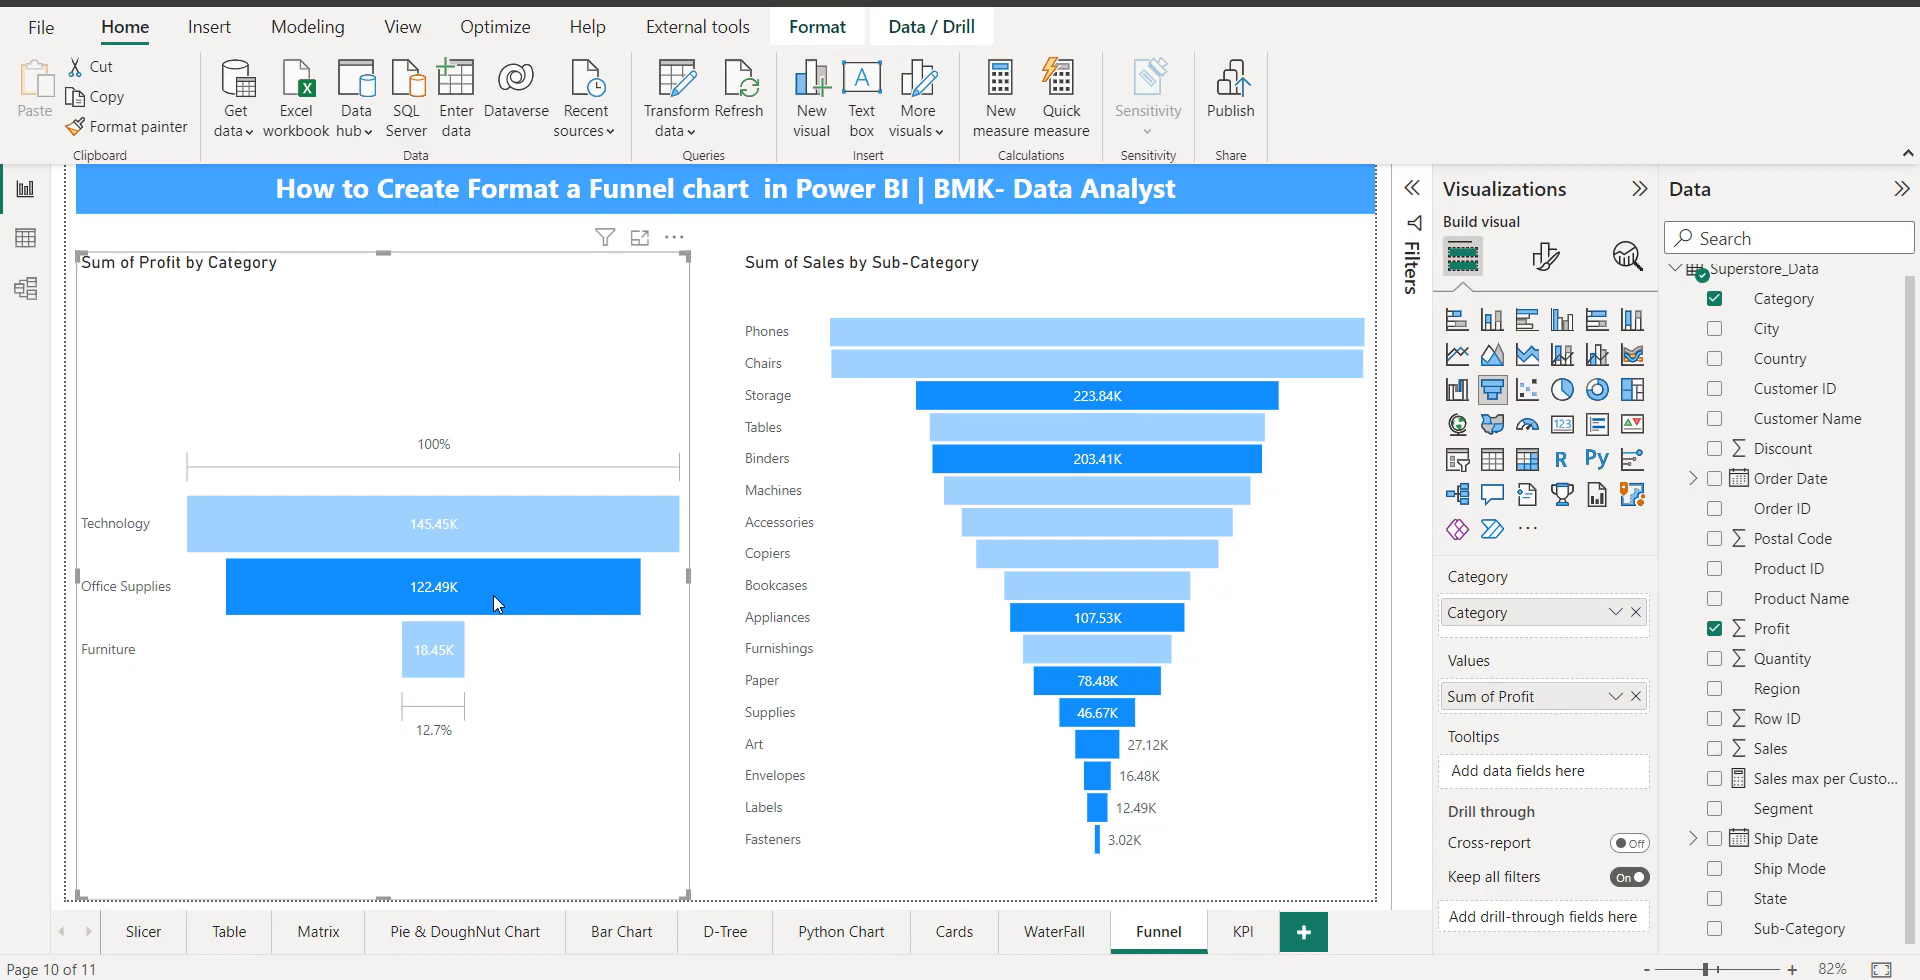 File Home Insert Modeling View Optimize Help External tools Format Data / Drill
Paste
Cut
Copy
Format painter
Clipboard
Get data
Excel workbook
Data hub
SQL Server
Enter data
Dataverse
Recent sources
Data
Transform data
Refresh
Queries
New visual
Text box
More visuals
Insert
New measure
Quick measure
Calculations
Sensitivity
Sensitivity
Publish
Share
How to Create Format a Funnel chart in Power BI | BMK- Data Analyst
Sum of Profit by Category
100%
Technology 145.45K
Office Supplies 122.49K
Furniture 18.45K
12.7%
Sum of Sales by Sub-Category
Phones
Chairs
Storage 223.84K
Tables
Binders 203.41K
Machines
Accessories
Copiers
Bookcases
Appliances 107.53K
Furnishings
Paper 78.48K
Supplies 46.67K
Art 27.12K
Envelopes 16.48K
Labels 12.49K
Fasteners 3.02K
Filters
Visualizations
Build visual
123
R
Py
Category
Category
Values
Sum of Profit
Tooltips
Add data fields here
Drill through
Cross-report Off
Keep all filters On
Add drill-through fields here
Data
Search
Superstore_Data
Category
City
Country
Customer ID
Customer Name
Discount
Order Date
Order ID
Postal Code
Product ID
Product Name
Profit
Quantity
Region
Row ID
Sales
Sales max per Custo...
Segment
Ship Date
Ship Mode
State
Sub-Category
Slicer Table Matrix Pie & DoughNut Chart Bar Chart D-Tree Python Chart Cards WaterFall Funnel KPI +
Page 10 of 11
- + 82%